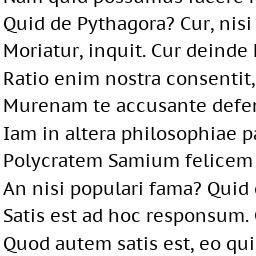 Nam quid possumus facere
Quid de Pythagora? Cur, nisi
Moriatur, inquit. Cur deinde
Ratio enim nostra consentit,
Murenam te accusante defe
Iam in altera philosophiae pa
Polycratem Samium felicem
An nisi populari fama? Quid
Satis est ad hoc responsum.
Quod autem satis est, eo qui